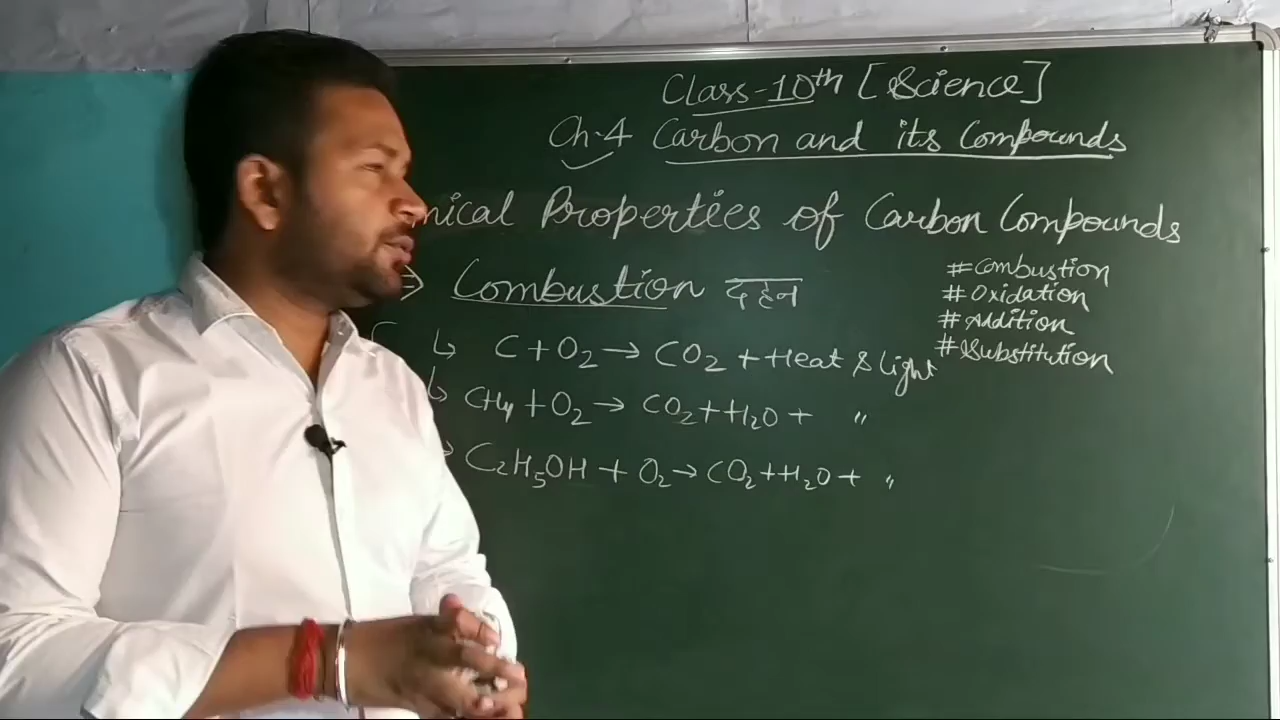 Class-10th [Science]
Ch-4 Carbon and its Compounds
mical Properties of Carbon Compounds
⇒ Combustion दहन
↳ C + O2 → CO2 + Heat & light
↳ CH4 + O2 → CO2 + H2O + "
C2H5OH + O2 → CO2 + H2O + "
# Combustion
# Oxidation
# Addition
# Substitution